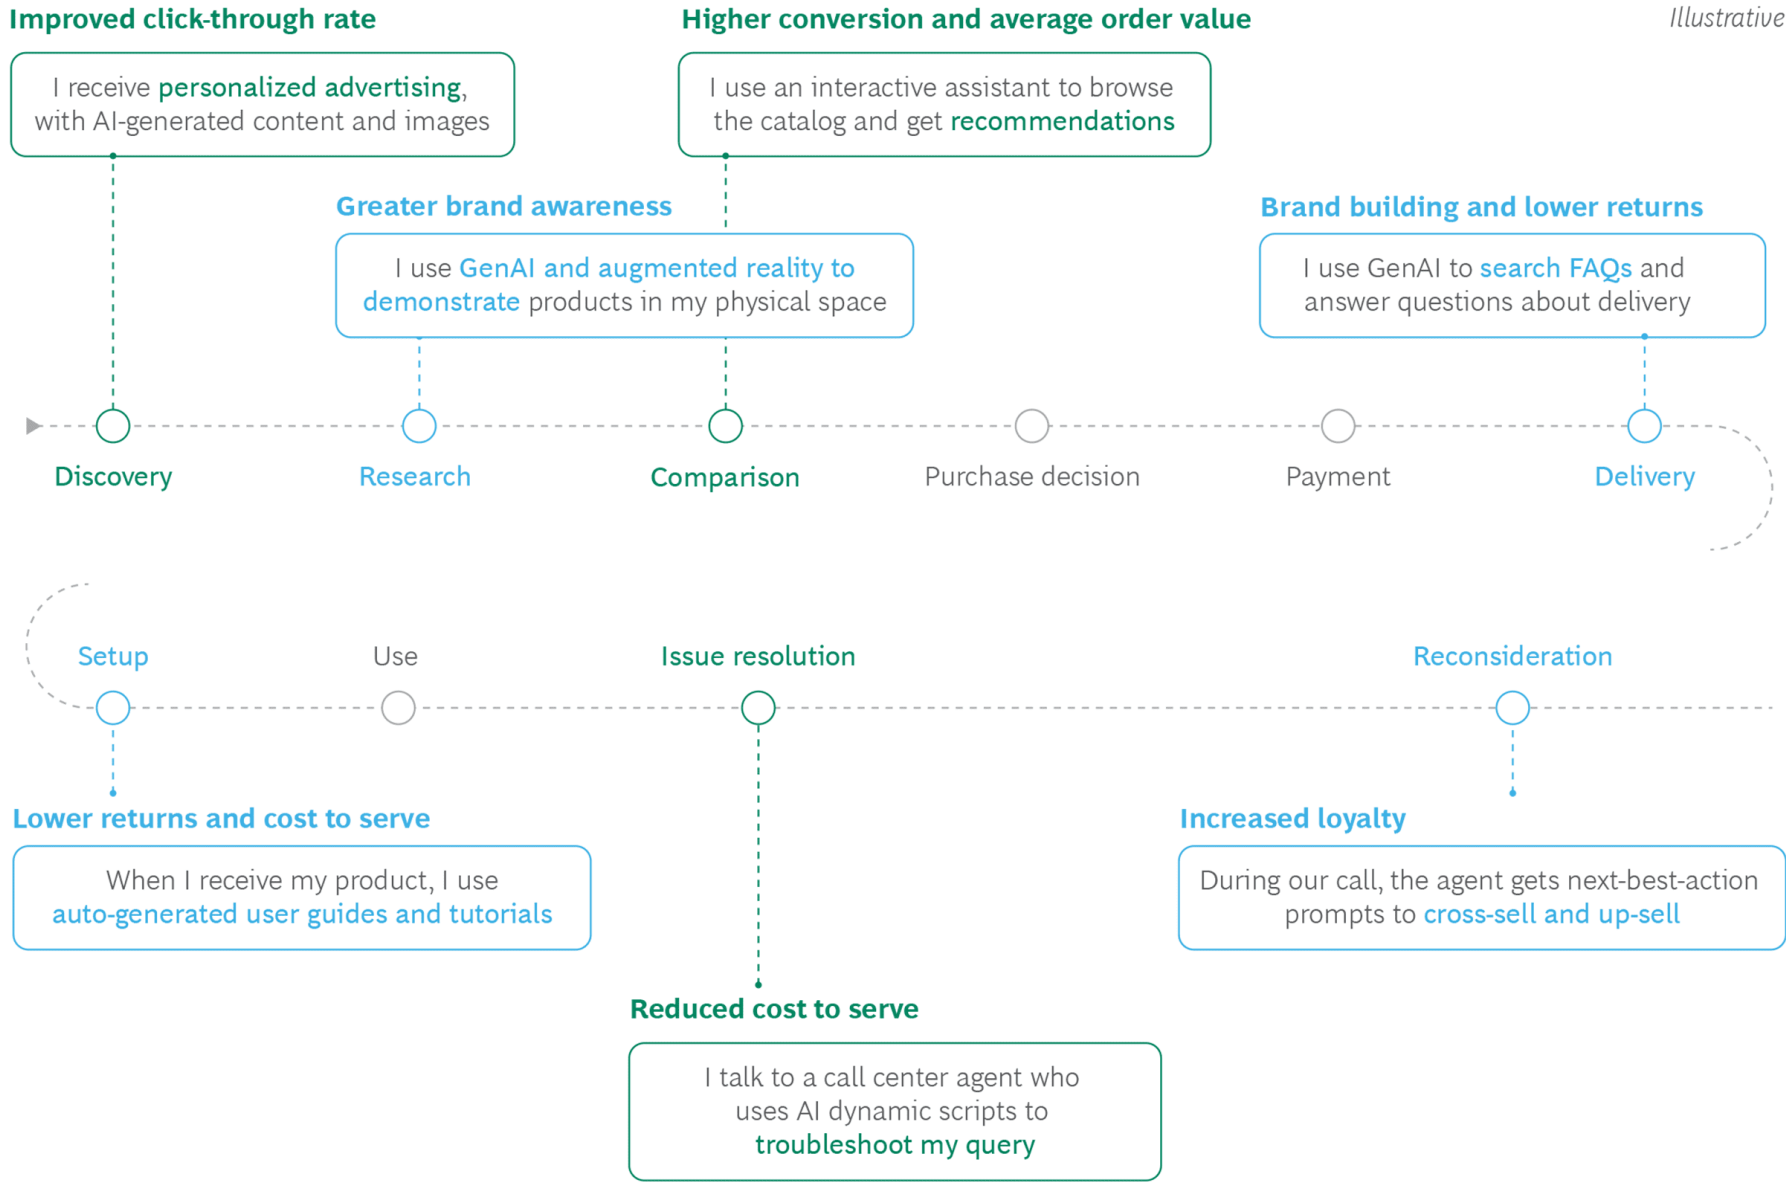 Improved click-through rate
Higher conversion and average order value
Illustrative
I receive personalized advertising,
with AI-generated content and images
I use an interactive assistant to browse
the catalog and get recommendations
Greater brand awareness
Brand building and lower returns
I use GenAI and augmented reality to
demonstrate products in my physical space
I use GenAI to search FAQs and
answer questions about delivery
Discovery
Research
Comparison
Purchase decision
Payment
Delivery
Setup
Use
Issue resolution
Reconsideration
Lower returns and cost to serve
Increased loyalty
When I receive my product, I use
auto-generated user guides and tutorials
During our call, the agent gets next-best-action
prompts to cross-sell and up-sell
Reduced cost to serve
I talk to a call center agent who
uses AI dynamic scripts to
troubleshoot my query